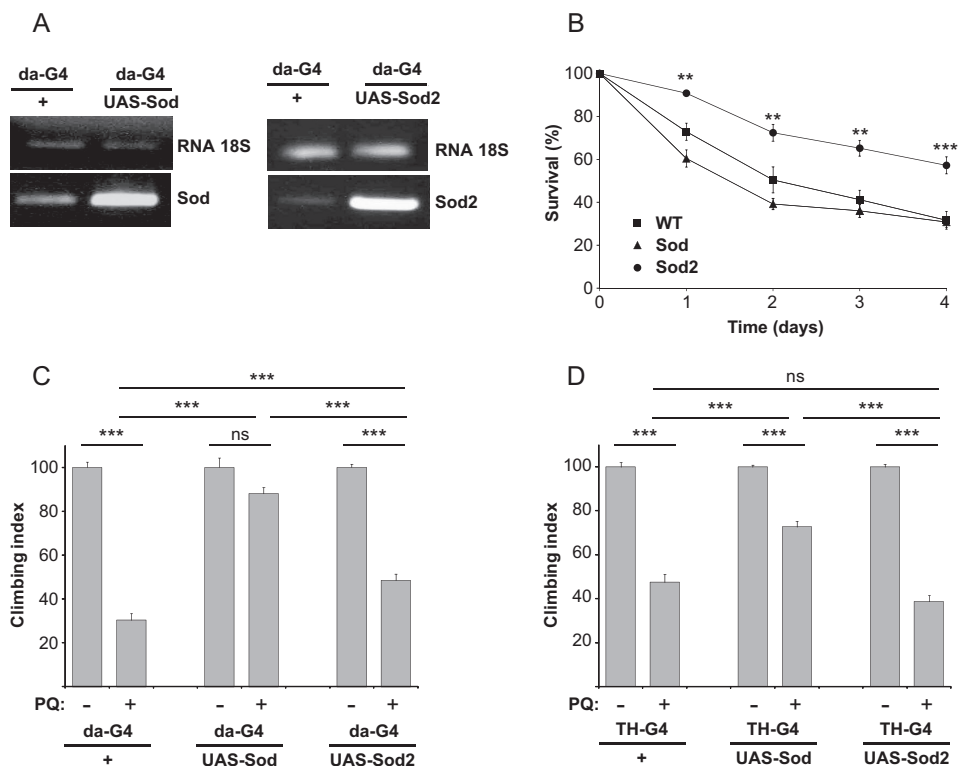 A
da-G4
+
da-G4
UAS-Sod
RNA 18S
Sod
da-G4
+
da-G4
UAS-Sod2
RNA 18S
Sod2
B
Survival (%)
100
80
60
40
20
0
**
**
**
***
WT
Sod
Sod2
0 1 2 3 4
Time (days)
C
***
*** ***
*** ns ***
Climbing index
100
80
60
40
20
PQ: - + - + - +
da-G4 da-G4 da-G4
+ UAS-Sod UAS-Sod2
D
ns
*** ***
*** *** ***
Climbing index
100
80
60
40
20
PQ: - + - + - +
TH-G4 TH-G4 TH-G4
+ UAS-Sod UAS-Sod2